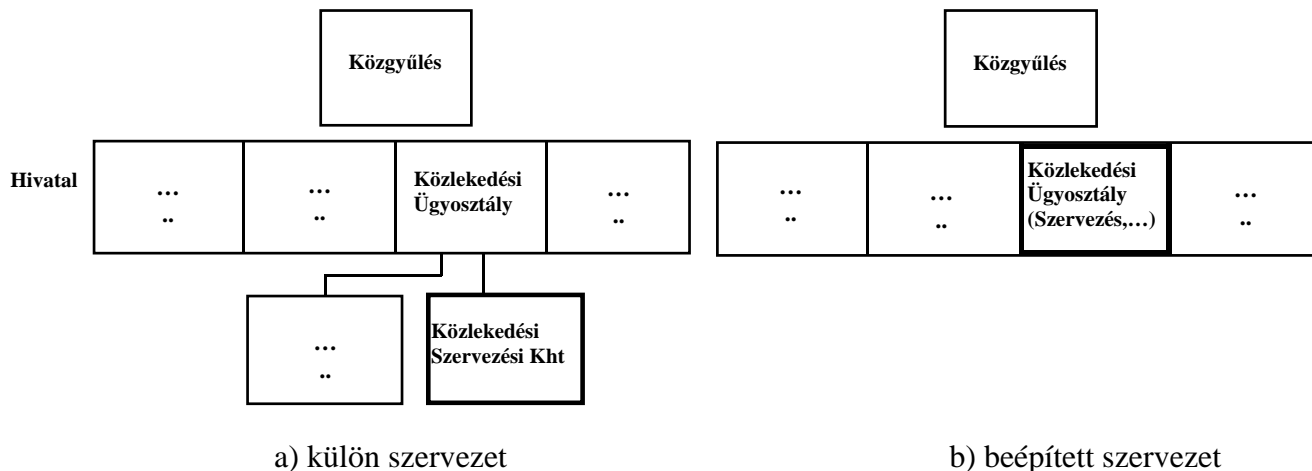 Közgyűlés
Hivatal
…
..
…
..
Közlekedési
Ügyosztály
…
..
…
..
Közlekedési
Szervezési Kht
a) külön szervezet
Közgyűlés
…
..
…
..
Közlekedési
Ügyosztály
(Szervezés,…)
…
..
b) beépített szervezet